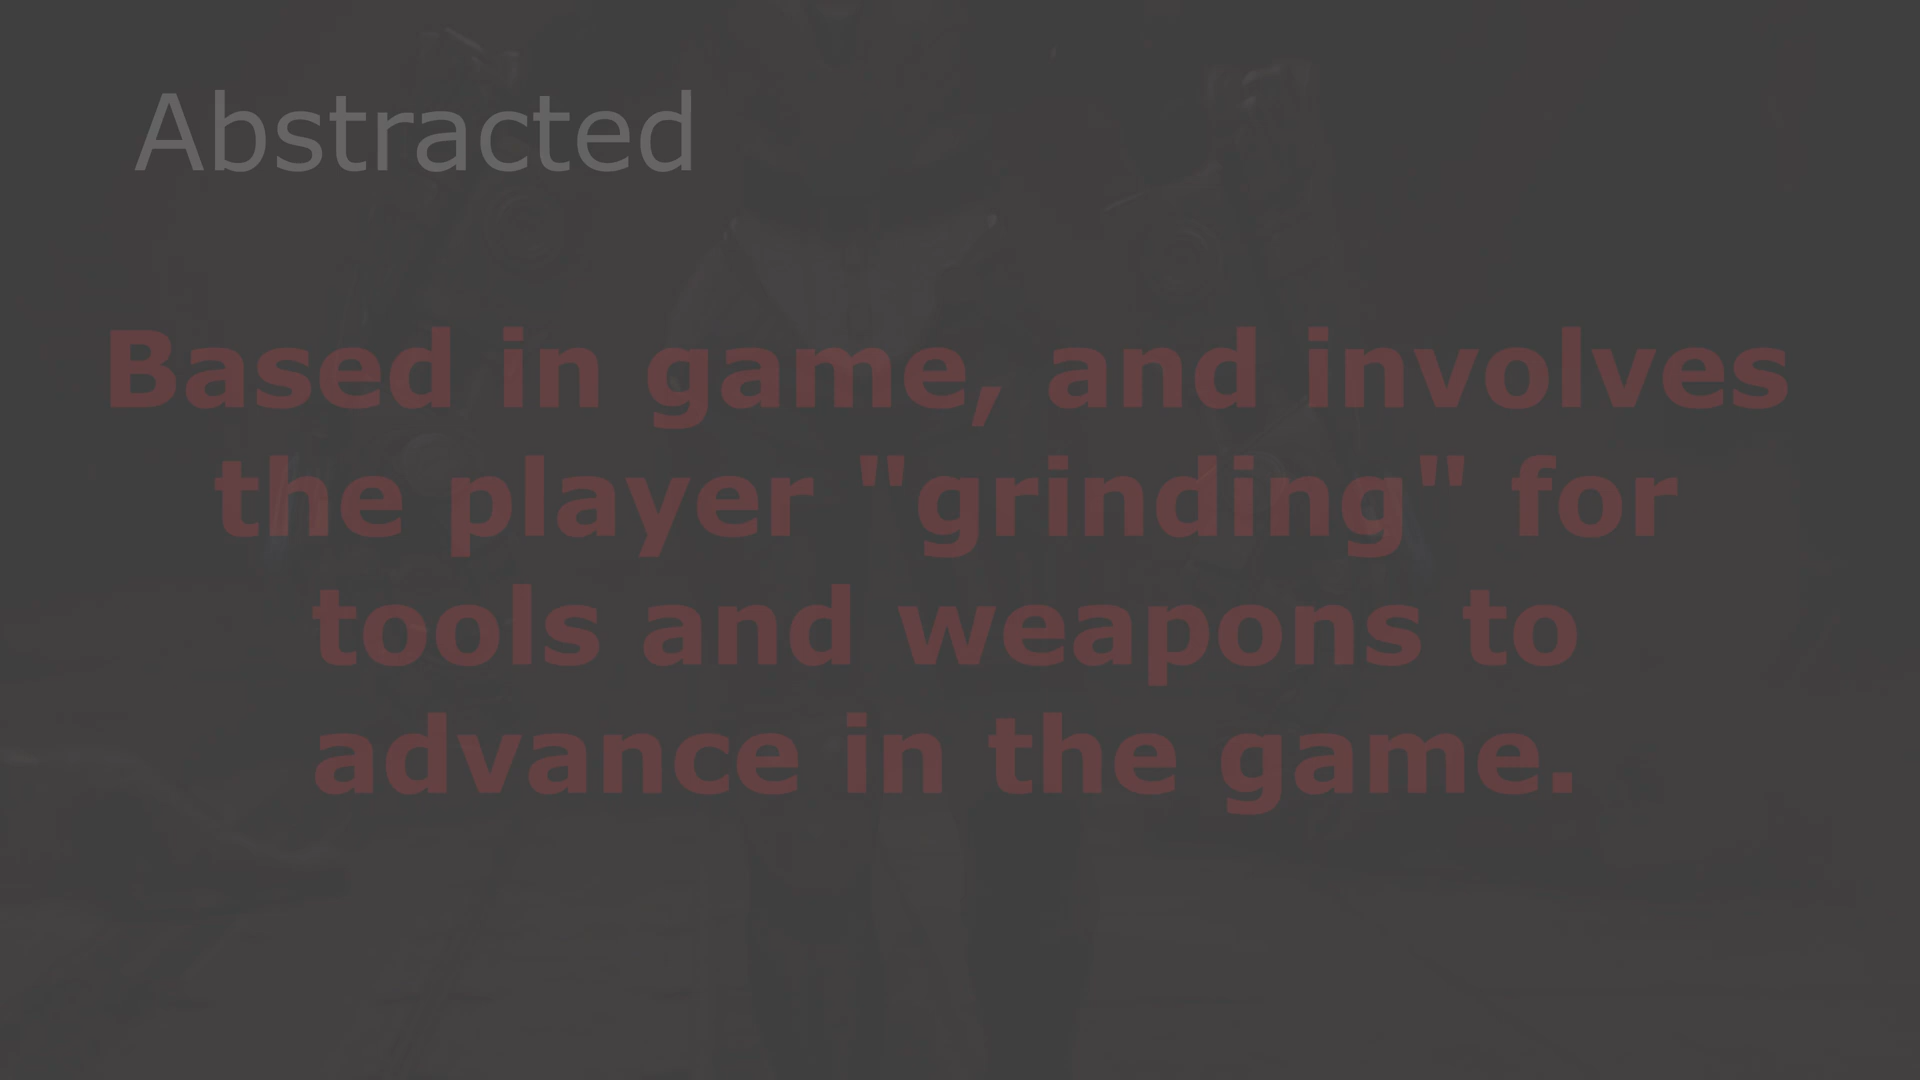 Abstracted
Based in game, and involves
the player "grinding" for
tools and weapons to
advance in the game.